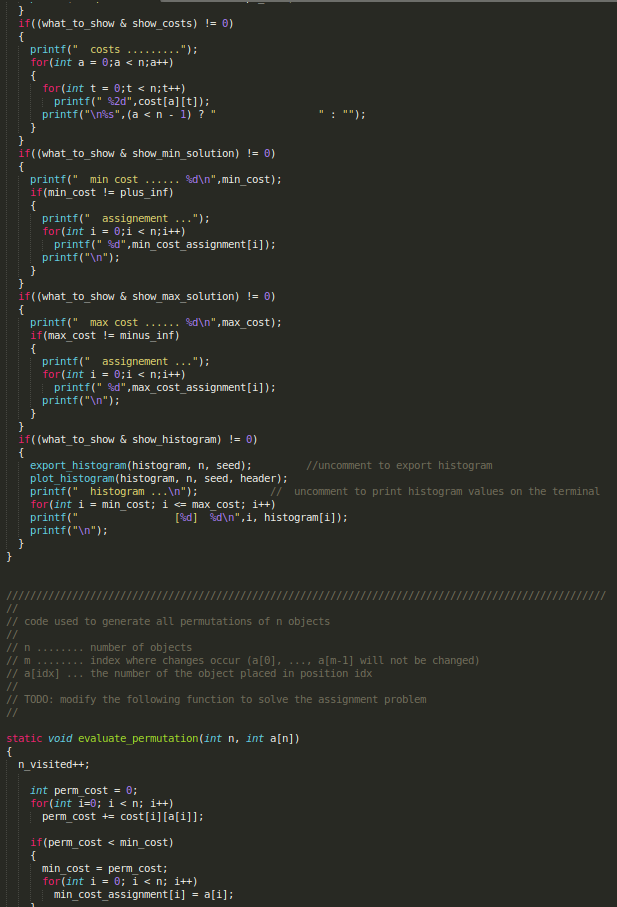 }
if((what_to_show & show_costs) != 0)
{
printf("  costs .........");
for(int a = 0;a < n;a++)
{
for(int t = 0;t < n;t++)
printf(" %2d",cost[a][t]);
printf("\n%s",(a < n - 1) ? "                 " : "");
}
}
if((what_to_show & show_min_solution) != 0)
{
printf("  min cost ...... %d\n",min_cost);
if(min_cost != plus_inf)
{
printf("  assignement ...");
for(int i = 0;i < n;i++)
printf(" %d",min_cost_assignment[i]);
printf("\n");
}
}
if((what_to_show & show_max_solution) != 0)
{
printf("  max cost ...... %d\n",max_cost);
if(max_cost != minus_inf)
{
printf("  assignement ...");
for(int i = 0;i < n;i++)
printf(" %d",max_cost_assignment[i]);
printf("\n");
}
}
if((what_to_show & show_histogram) != 0)
{
export_histogram(histogram, n, seed);         //uncomment to export histogram
plot_histogram(histogram, n, seed, header);
printf("  histogram ...\n");            //  uncomment to print histogram values on the terminal
for(int i = min_cost; i <= max_cost; i++)
printf("                [%d]  %d\n",i, histogram[i]);
printf("\n");
}
}
////////////////////////////////////////////////////////////////////////////////////////////////////
//
// code used to generate all permutations of n objects
//
// n ........ number of objects
// m ........ index where changes occur (a[0], ..., a[m-1] will not be changed)
// a[idx] ... the number of the object placed in position idx
//
// TODO: modify the following function to solve the assignment problem
//
static void evaluate_permutation(int n, int a[n])
{
n_visited++;
int perm_cost = 0;
for(int i=0; i < n; i++)
perm_cost += cost[i][a[i]];
if(perm_cost < min_cost)
{
min_cost = perm_cost;
for(int i = 0; i < n; i++)
min_cost_assignment[i] = a[i];
}